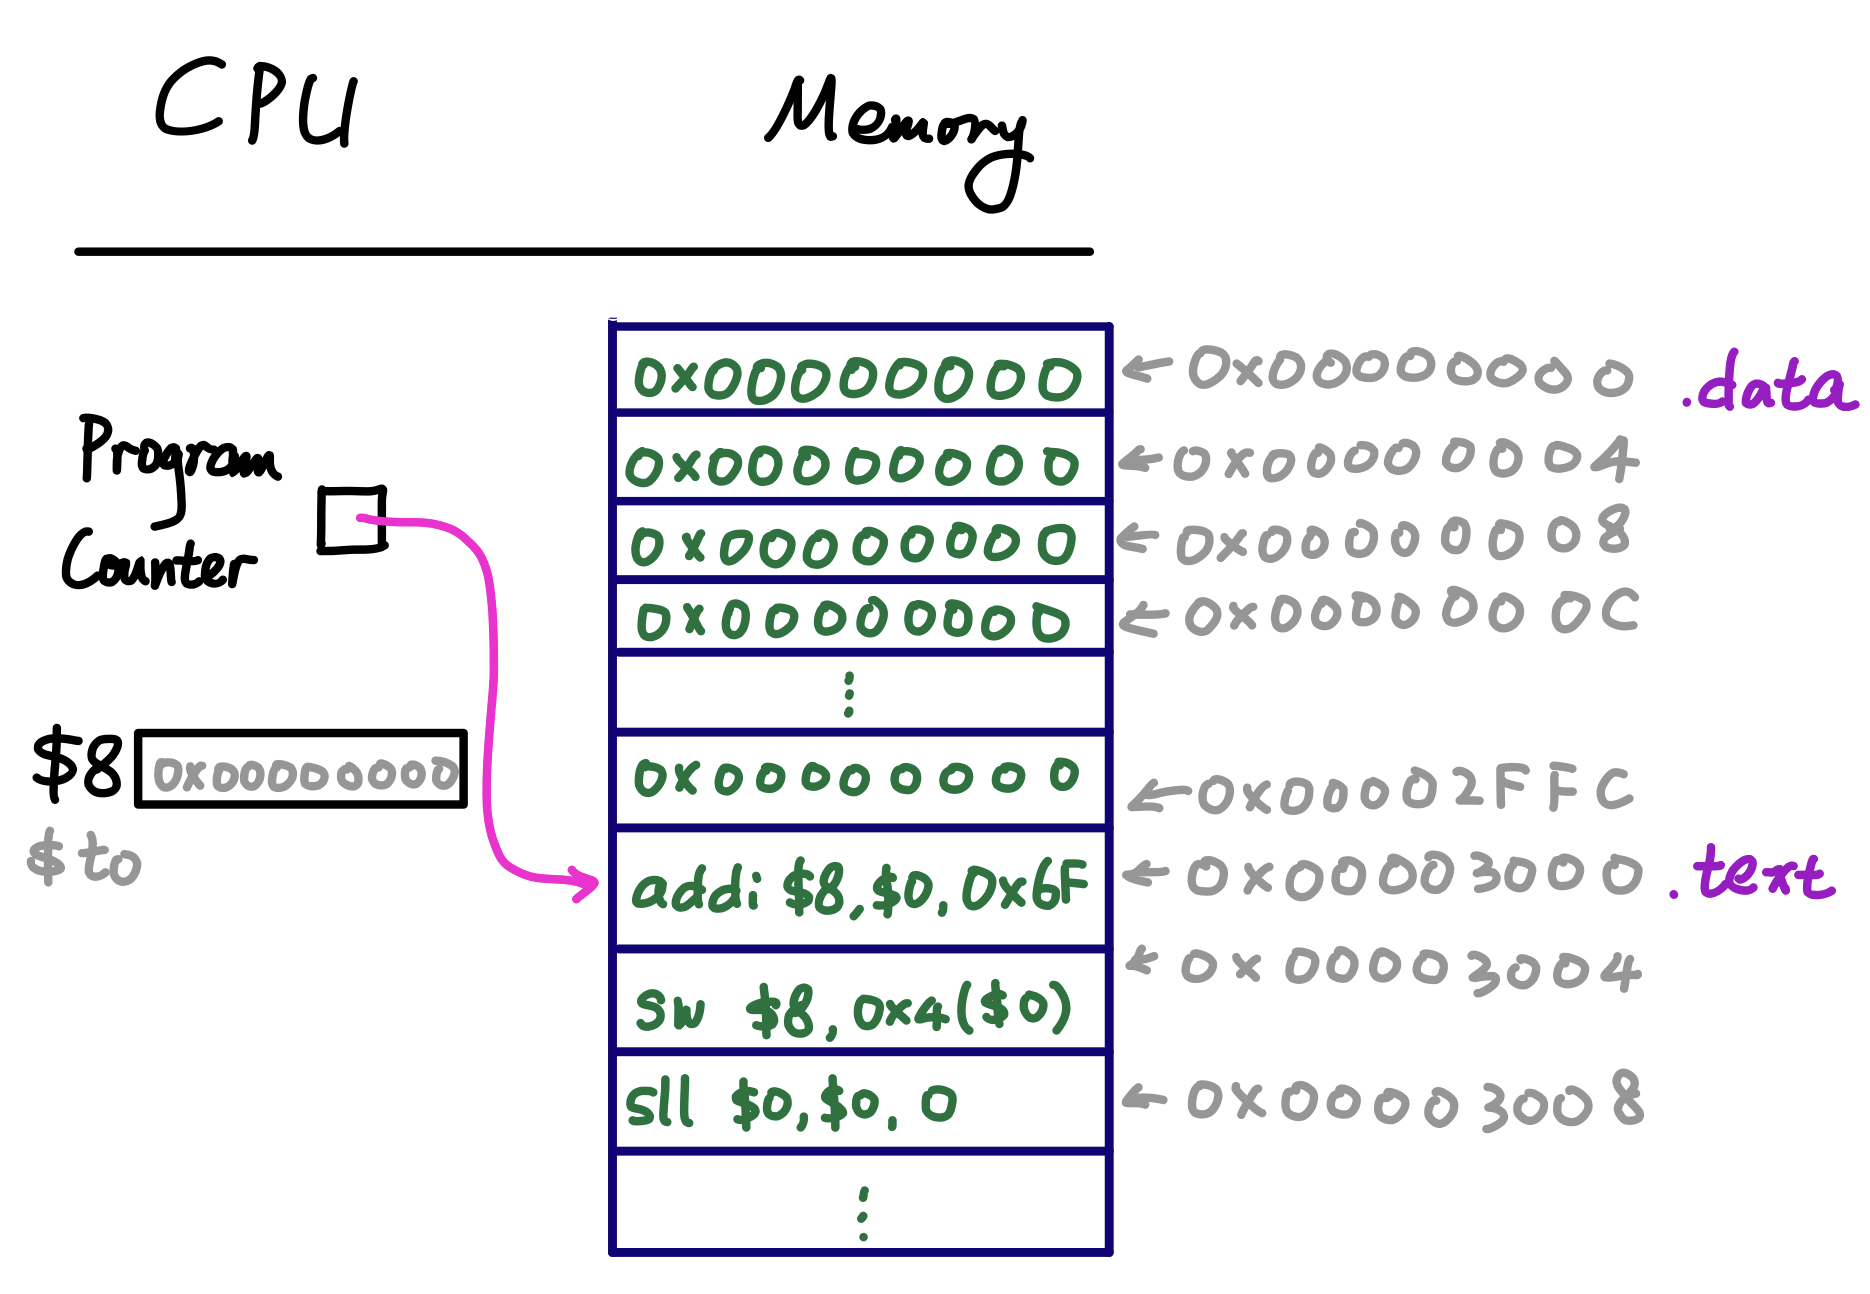 CPU Memory
0x00000000 ← 0x00000000 .data
0x00000000 ← 0x00000004
Program
0x00000000 ← 0x00000008
Counter
0x00000000 ← 0x0000000C
⋮
$8 0x00000000
0x00000000 ← 0x00002FFC
$t0
addi $8,$0,0x6F ← 0x00003000 .text
sw $8,0x4($0) ← 0x00003004
sll $0,$0,0 ← 0x00003008
⋮